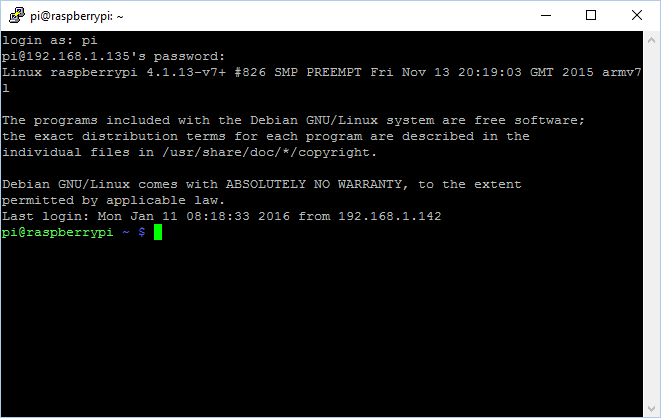 pi@raspberrypi: ~
login as: pi
pi@192.168.1.135's password:
Linux raspberrypi 4.1.13-v7+ #826 SMP PREEMPT Fri Nov 13 20:19:03 GMT 2015 armv7
l
The programs included with the Debian GNU/Linux system are free software;
the exact distribution terms for each program are described in the
individual files in /usr/share/doc/*/copyright.
Debian GNU/Linux comes with ABSOLUTELY NO WARRANTY, to the extent
permitted by applicable law.
Last login: Mon Jan 11 08:18:33 2016 from 192.168.1.142
pi@raspberrypi ~ $